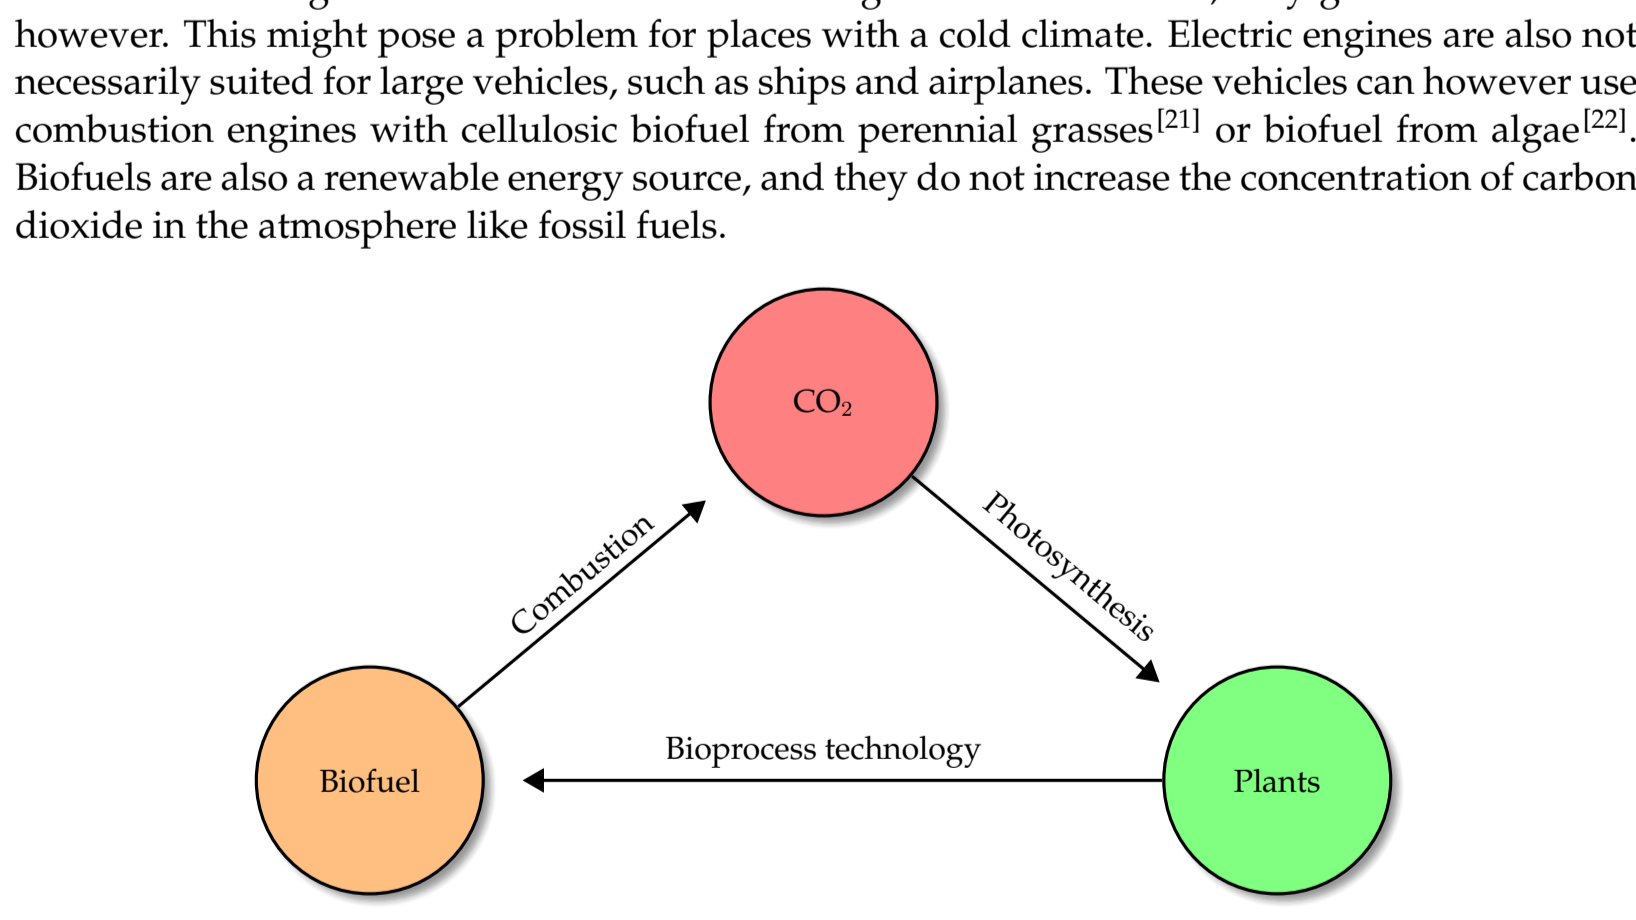 however. This might pose a problem for places with a cold climate. Electric engines are also not
necessarily suited for large vehicles, such as ships and airplanes. These vehicles can however use
combustion engines with cellulosic biofuel from perennial grasses[21] or biofuel from algae[22].
Biofuels are also a renewable energy source, and they do not increase the concentration of carbon
dioxide in the atmosphere like fossil fuels.
CO₂
Combustion
Photosynthesis
Bioprocess technology
Biofuel
Plants